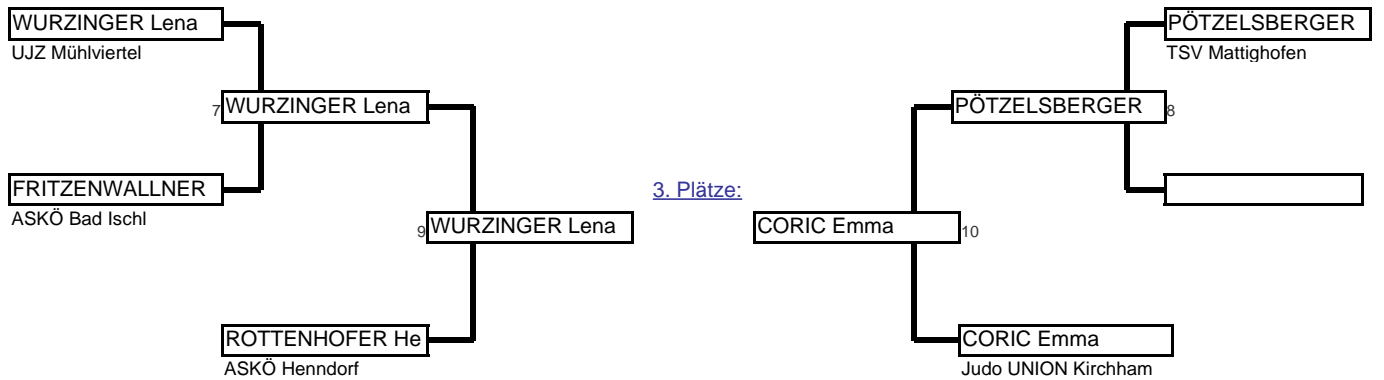 WURZINGER Lena
UJZ Mühlviertel
7
WURZINGER Lena
FRITZENWALLNER
ASKÖ Bad Ischl
9
WURZINGER Lena
ROTTENHOFER He
ASKÖ Henndorf
3. Plätze:
PÖTZELSBERGER
TSV Mattighofen
PÖTZELSBERGER
8
CORIC Emma
10
CORIC Emma
Judo UNION Kirchham